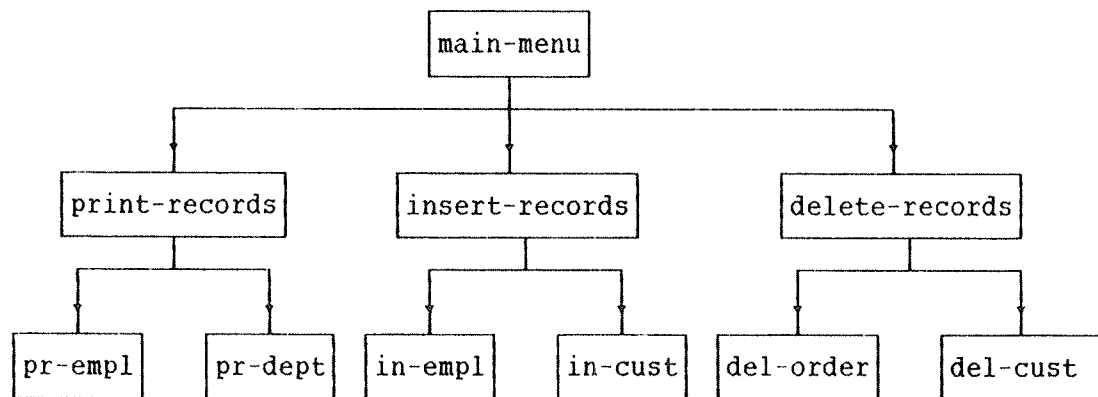 main-menu
print-records insert-records delete-records
pr-empl pr-dept in-empl in-cust del-order del-cust